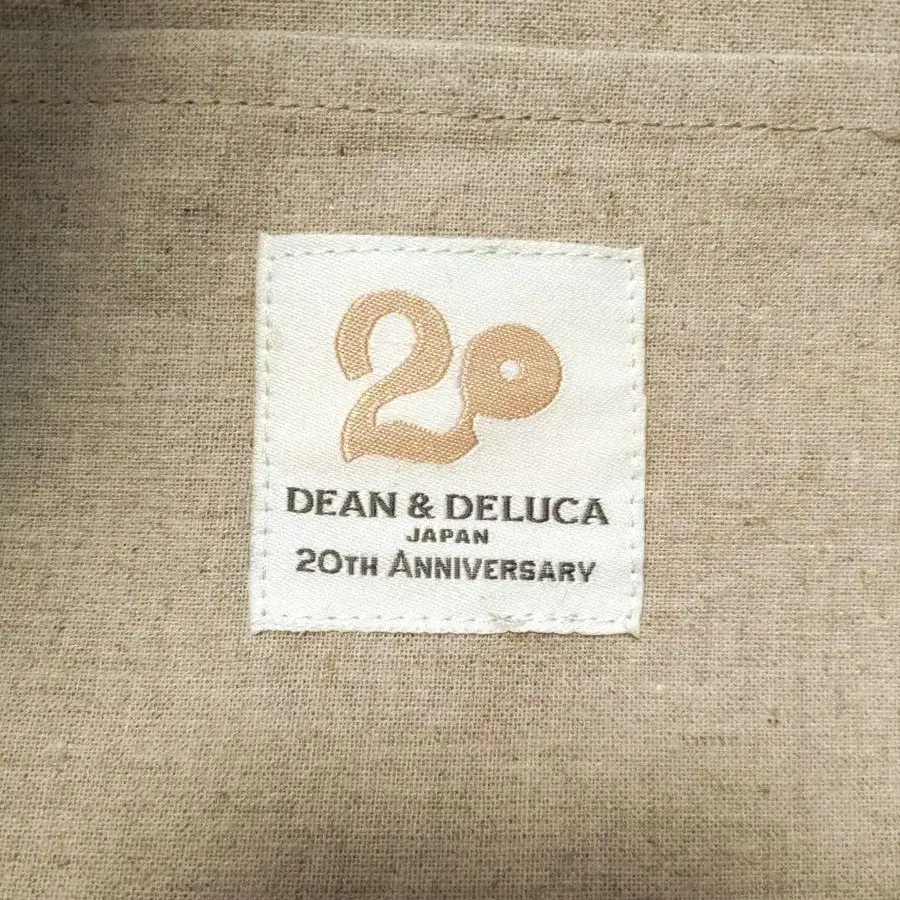 20
DEAN & DELUCA
JAPAN
20TH ANNIVERSARY